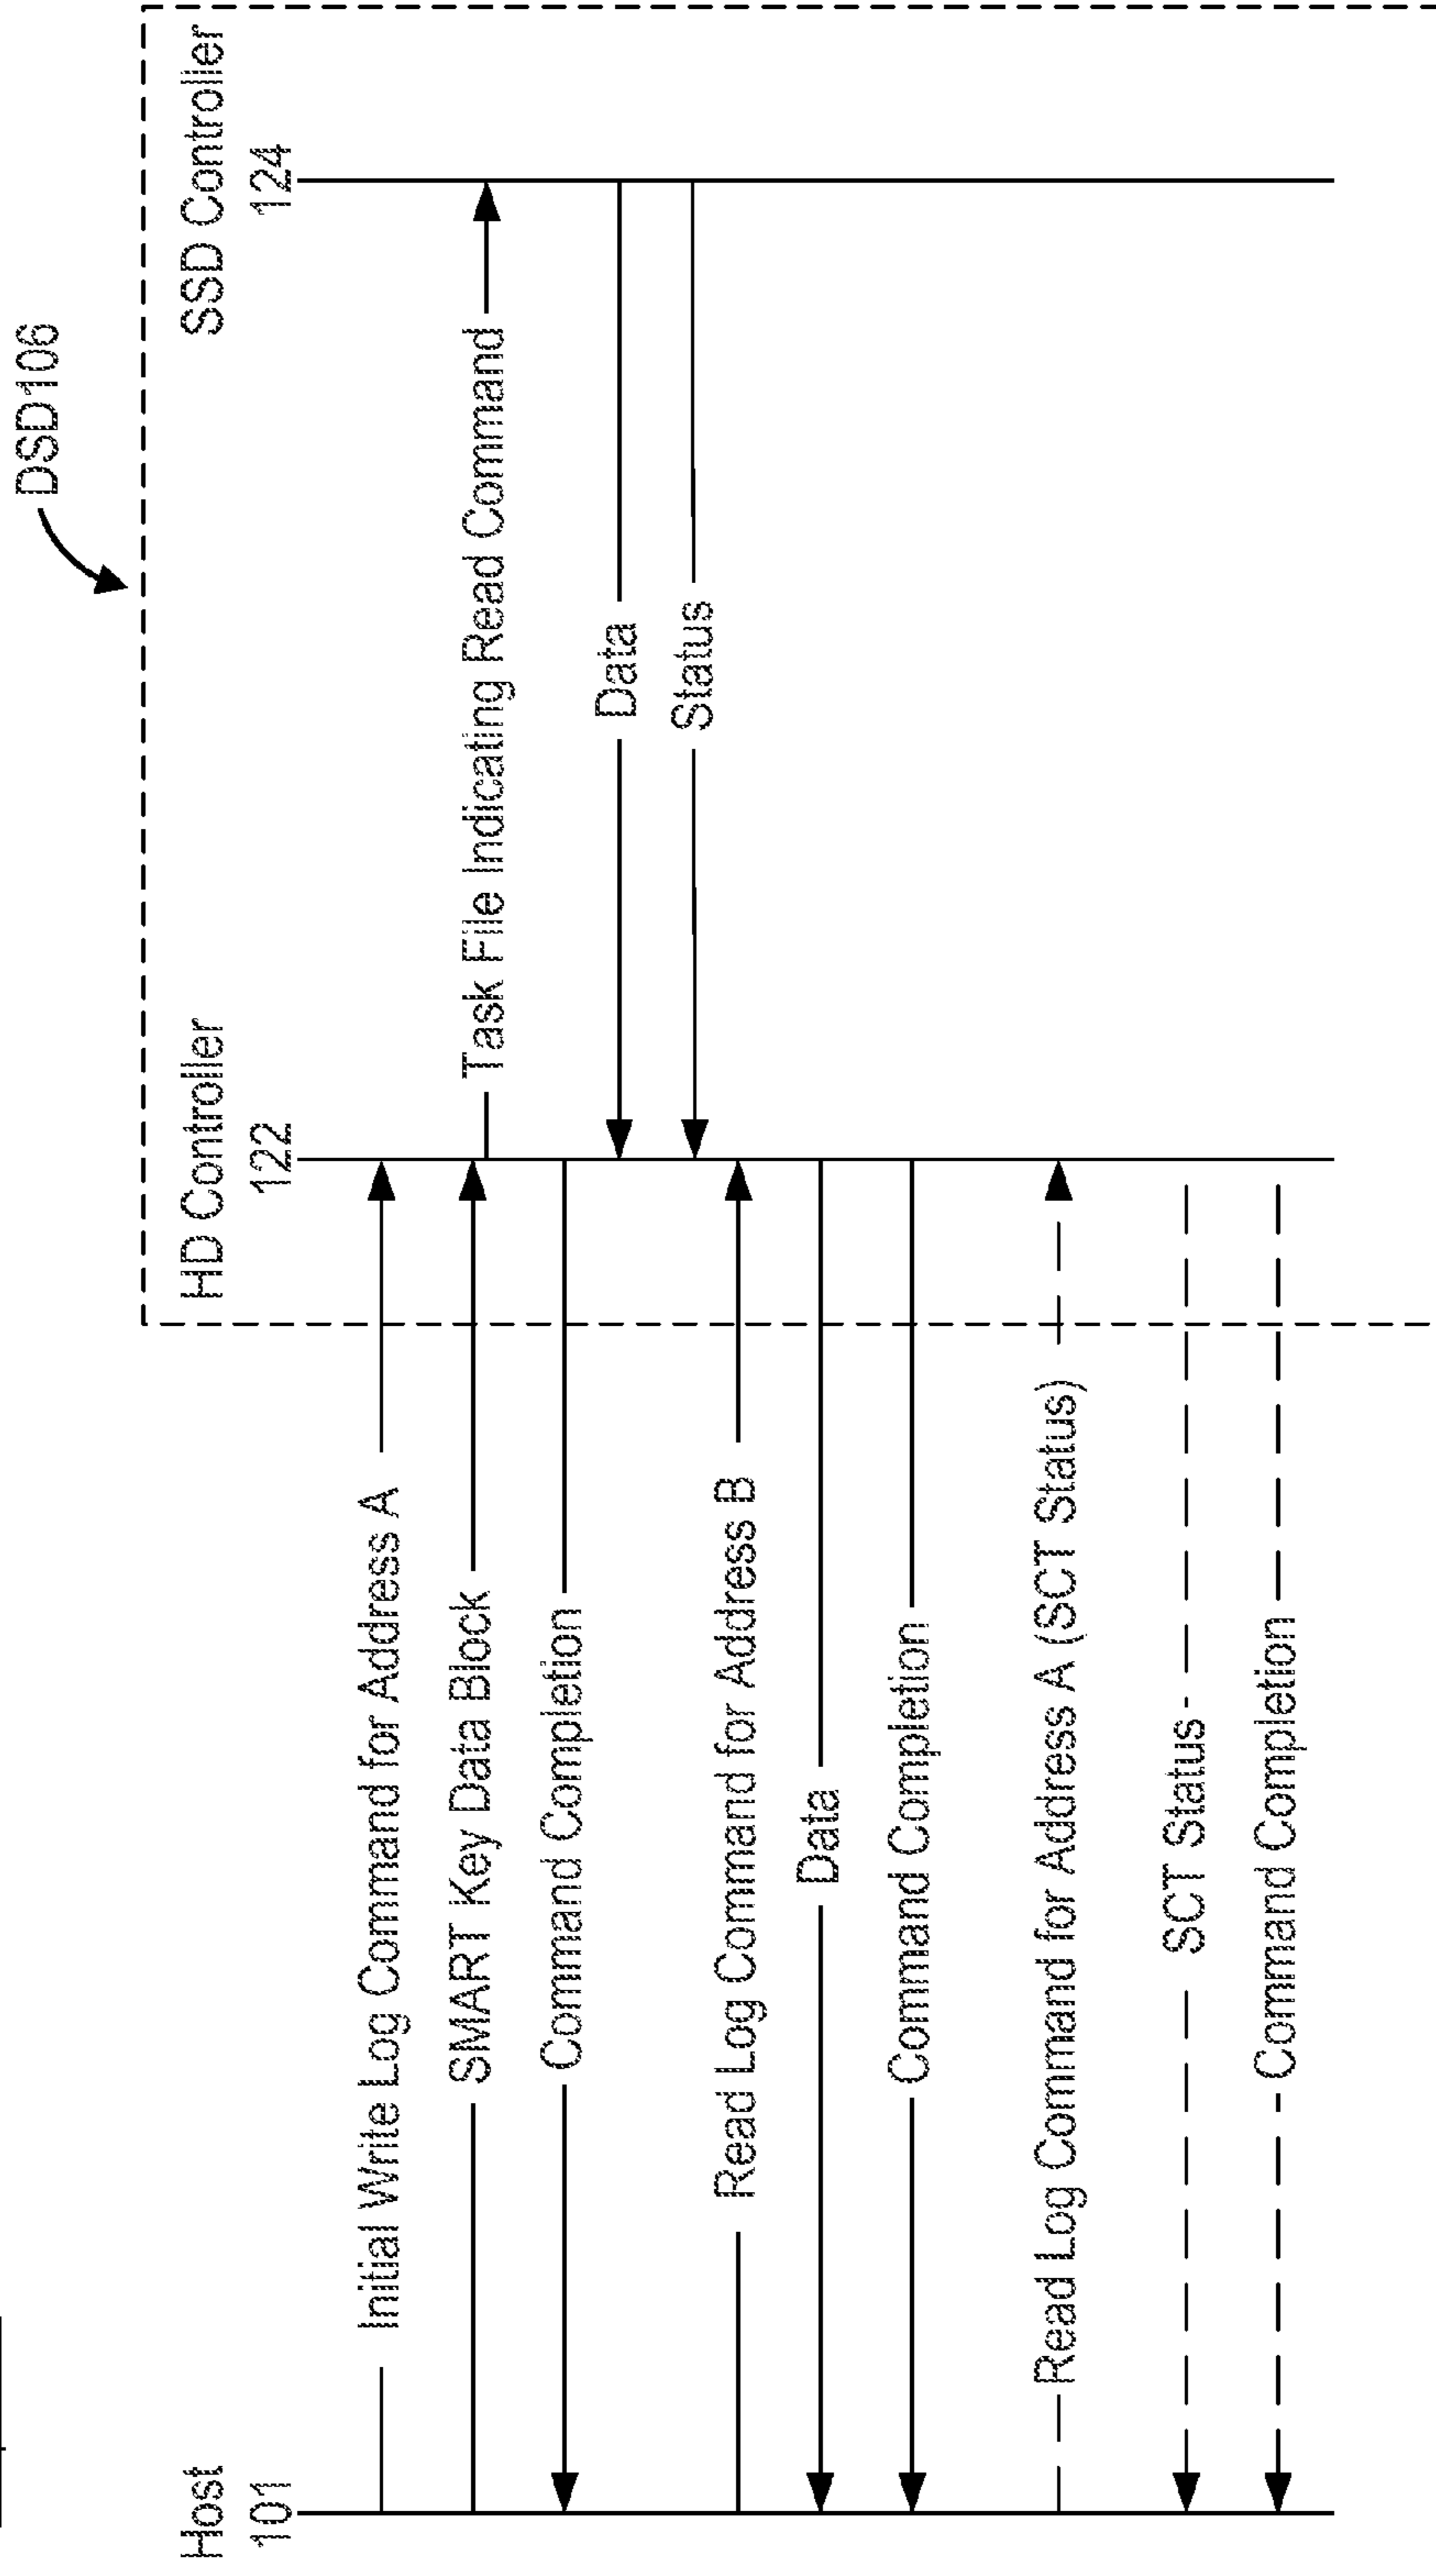 DSD106
Host
101
HD Controller
122
SSD Controller
124
Initial Write Log Command for Address A
SMART Key Data Block
Task File Indicating Read Command
Command Completion
Data
Status
Read Log Command for Address B
Data
Command Completion
Read Log Command for Address A (SCT Status)
SCT Status
Command Completion